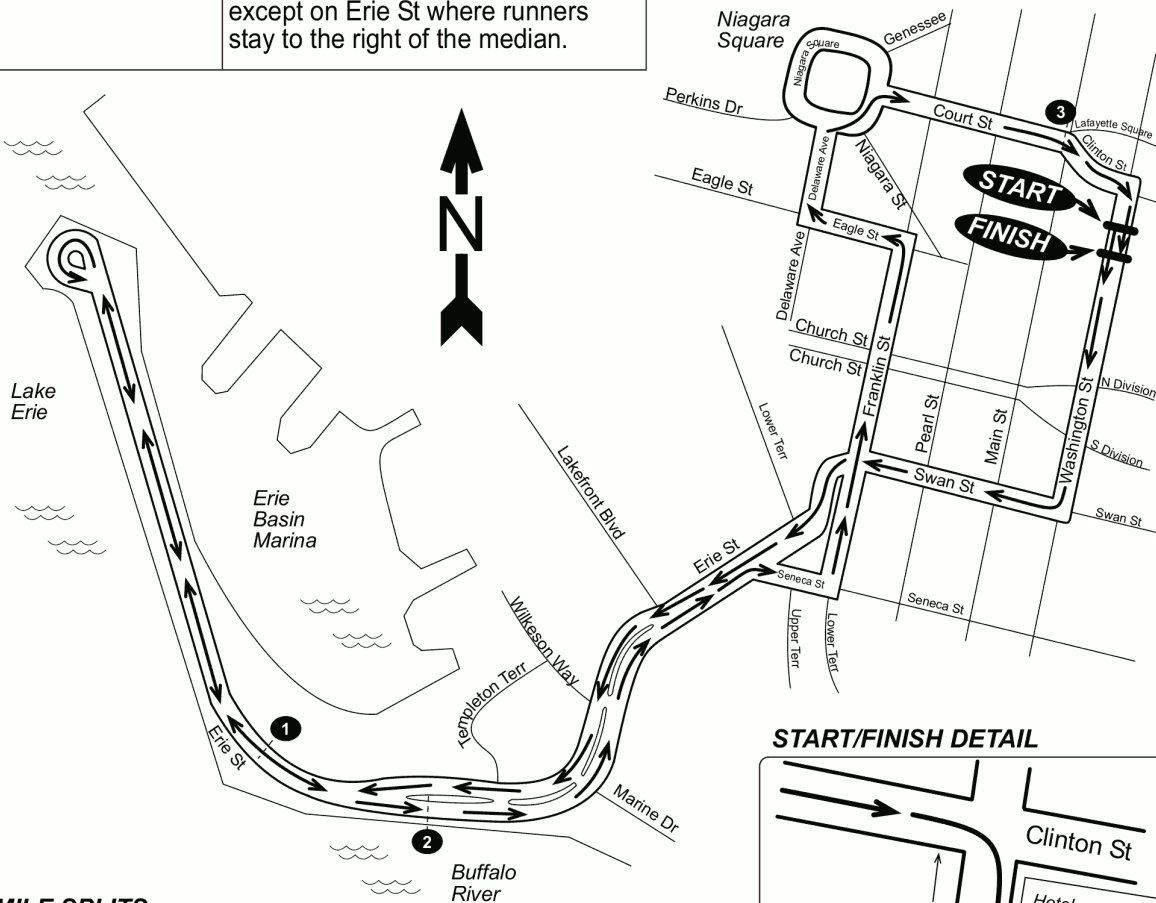 except on Erie St where runners
stay to the right of the median.
Niagara
Square
Genessee
Niagara Square
Perkins Dr
Court St
3
Lafayette Square
Clinton St
Delaware Ave
Niagara St
Eagle St
START
Eagle St
FINISH
N
Delaware Ave
Church St
Church St
Franklin St
Pearl St
Main St
Washington St
N Division
S Division
Lake
Erie
Lower Terr
Lakefront Blvd
Swan St
Swan St
Erie
Basin
Marina
Erie St
Seneca St
Seneca St
Wilkeson Way
Upper Terr
Lower Terr
Templeton Terr
1
Erie St
START/FINISH DETAIL
Marine Dr
2
Clinton St
Buffalo
River
Hotel
MILE SPLITS